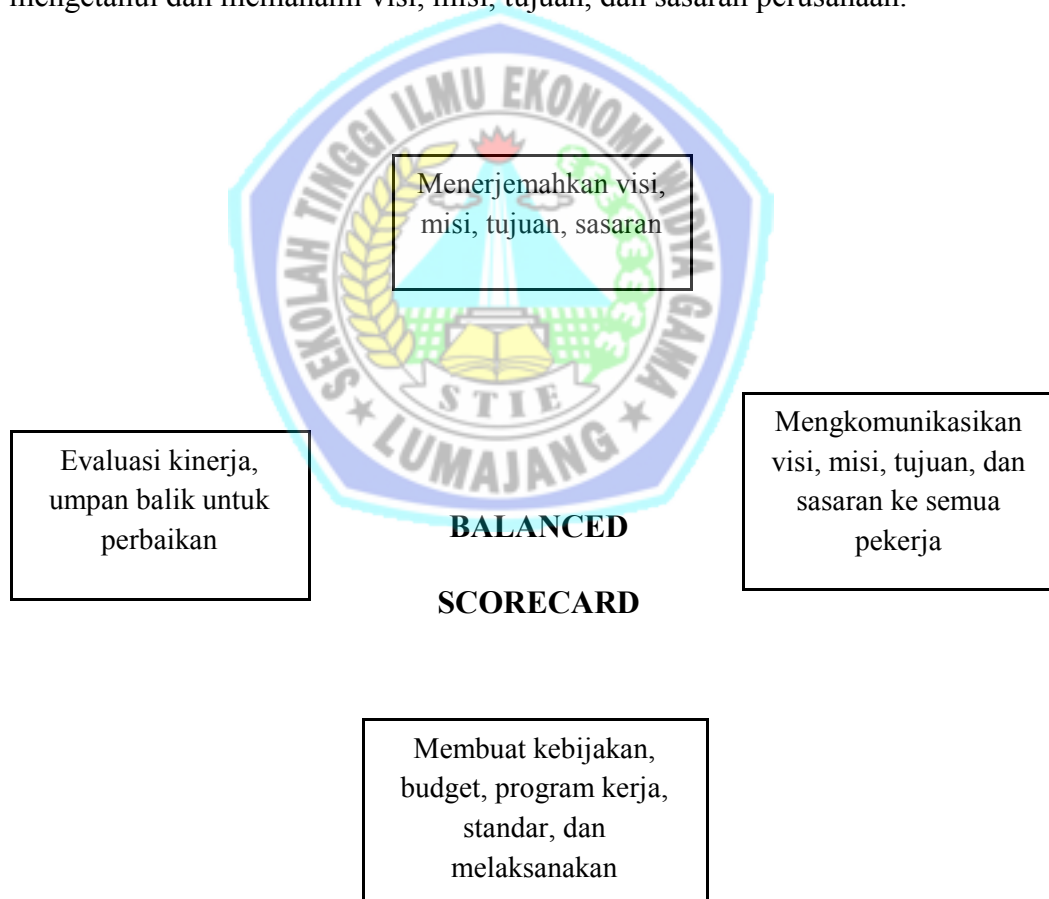 mengetahui dan memahami visi, misi, tujuan, dan sasaran perusahaan.
SEKOLAH TINGGI ILMU EKONOMI WIDYA GAMA
Menerjemahkan visi,
misi, tujuan, sasaran
STIE
LUMAJANG
Evaluasi kinerja,
umpan balik untuk
perbaikan
BALANCED
SCORECARD
Mengkomunikasikan
visi, misi, tujuan, dan
sasaran ke semua
pekerja
Membuat kebijakan,
budget, program kerja,
standar, dan
melaksanakan